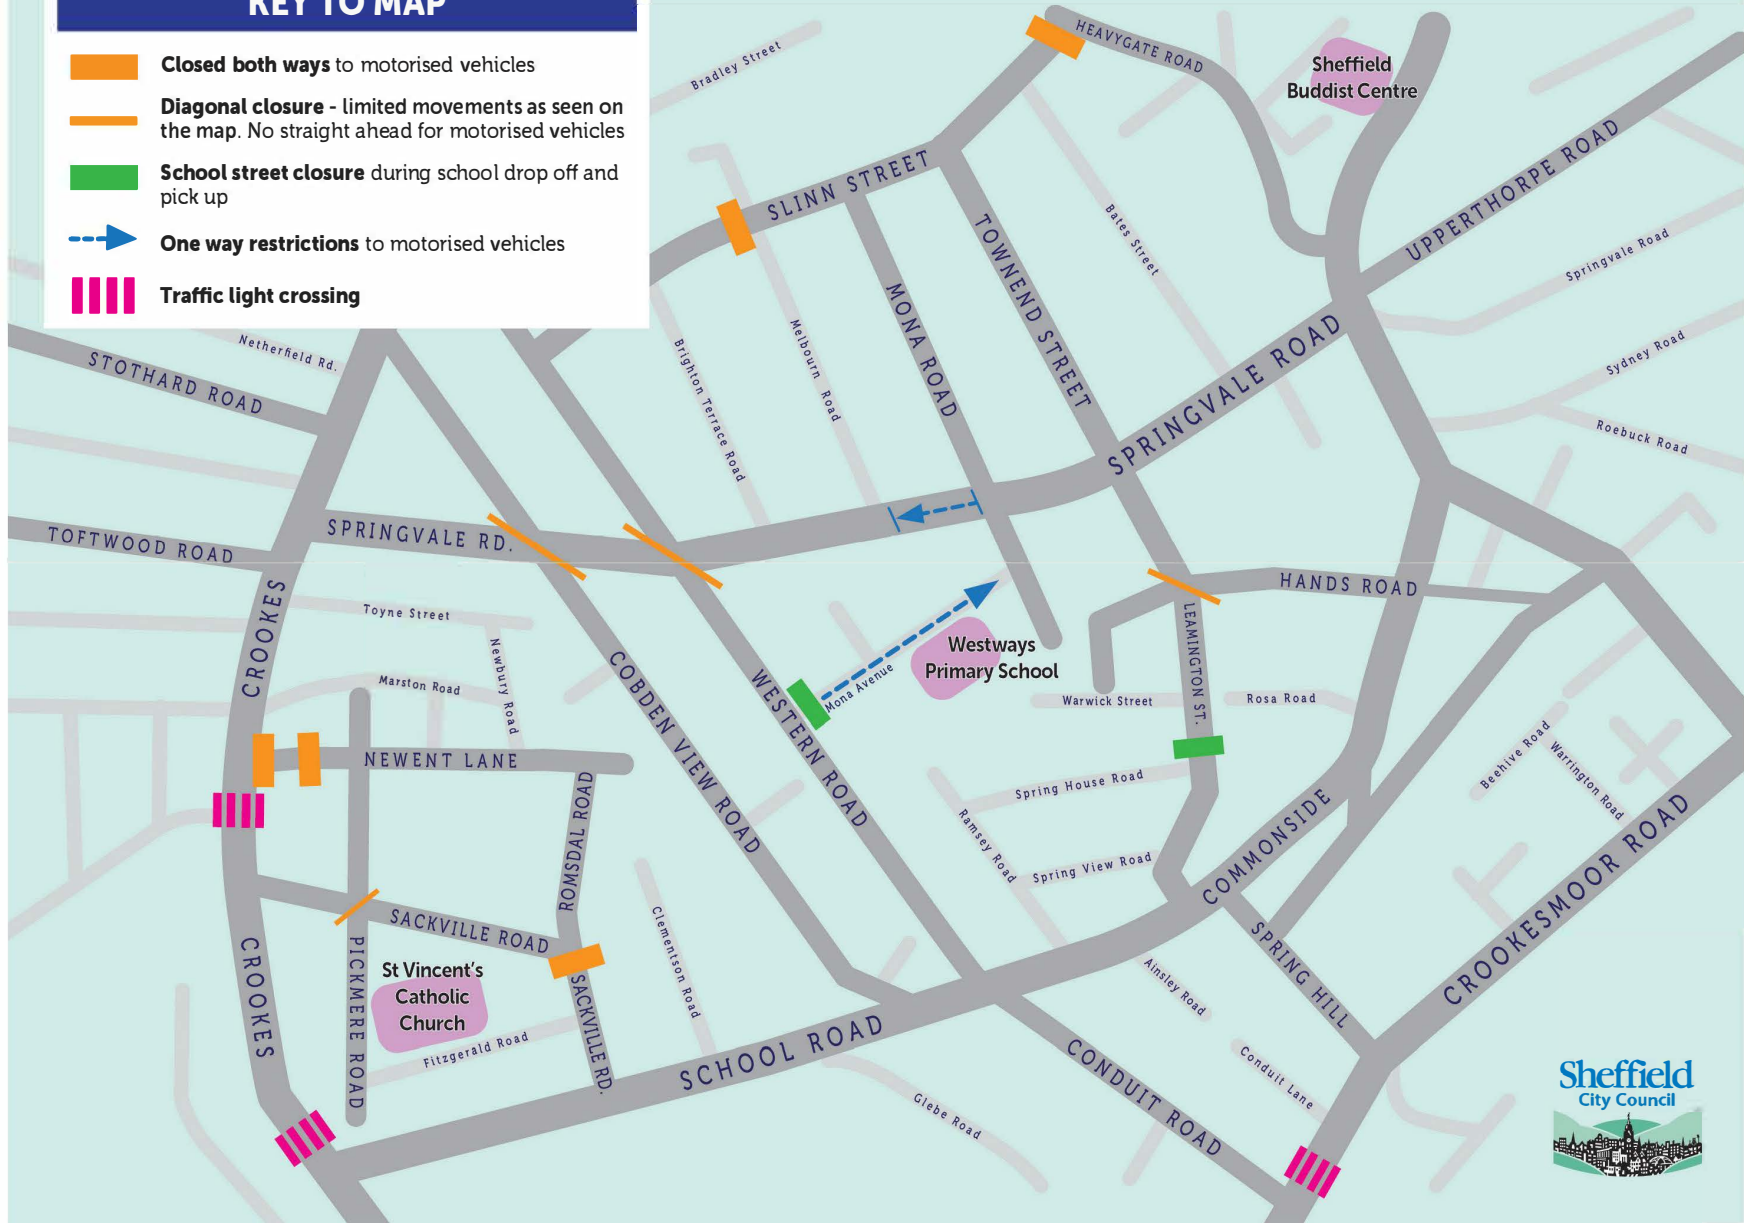 KEY TO MAP
Closed both ways to motorised vehicles
Diagonal closure - limited movements as seen on
the map. No straight ahead for motorised vehicles
School street closure during school drop off and
pick up
One way restrictions to motorised vehicles
Traffic light crossing
Bradley Street
HEAVYGATE ROAD
Sheffield
Buddist Centre
SLINN STREET
UPPERTHORPE ROAD
Bates Street
TOWNEND STREET
Springvale Road
MONA ROAD
Melbourn Road
Brighton Terrace Road
Netherfield Rd.
STOTHARD ROAD
SPRINGVALE ROAD
Sydney Road
Roebuck Road
TOFTWOOD ROAD
SPRINGVALE RD.
CROOKES
Toyne Street
Newbury Road
Marston Road
COBDEN VIEW ROAD
WESTERN ROAD
Mona Avenue
Westways
Primary School
HANDS ROAD
LEAMINGTON ST.
Warwick Street
Rosa Road
NEWENT LANE
ROMSDAL ROAD
Spring House Road
Ramsey Road
Spring View Road
COMMONSIDE
Beehive Road
Warrington Road
CROOKESMOOR ROAD
SACKVILLE ROAD
CROOKES
PICKMERE ROAD
St Vincent's
Catholic
Church
Fitzgerald Road
SACKVILLE RD.
Clementson Road
SCHOOL ROAD
Ainsley Road
SPRING HILL
CONDUIT ROAD
Conduit Lane
Glebe Road
Sheffield
City Council